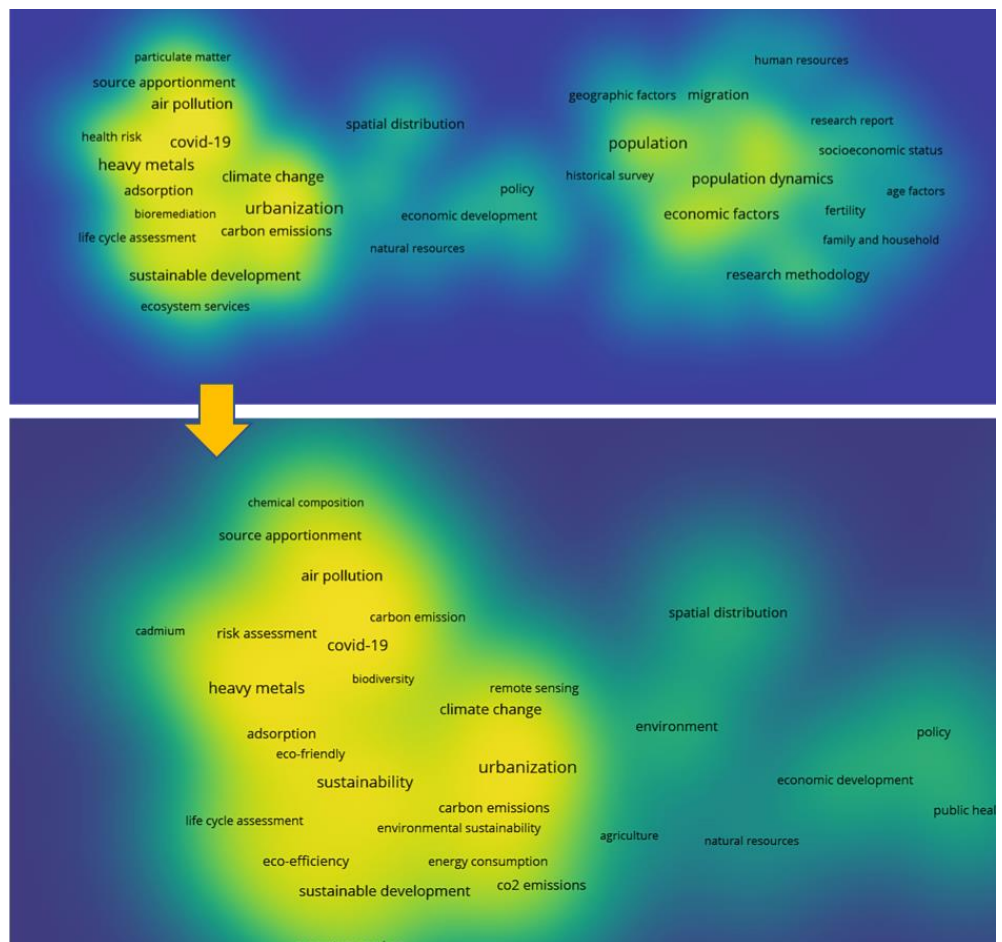 particulate matter
source apportionment
air pollution
health risk
covid-19
heavy metals
climate change
adsorption
bioremediation
urbanization
life cycle assessment
carbon emissions
sustainable development
ecosystem services
spatial distribution
policy
economic development
natural resources
human resources
geographic factors
migration
research report
population
socioeconomic status
historical survey
population dynamics
age factors
economic factors
fertility
family and household
research methodology
chemical composition
source apportionment
air pollution
carbon emission
cadmium
risk assessment
covid-19
heavy metals
biodiversity
remote sensing
climate change
adsorption
eco-friendly
sustainability
urbanization
carbon emissions
life cycle assessment
environmental sustainability
eco-efficiency
energy consumption
sustainable development
co2 emissions
spatial distribution
environment
policy
economic development
public heal
agriculture
natural resources